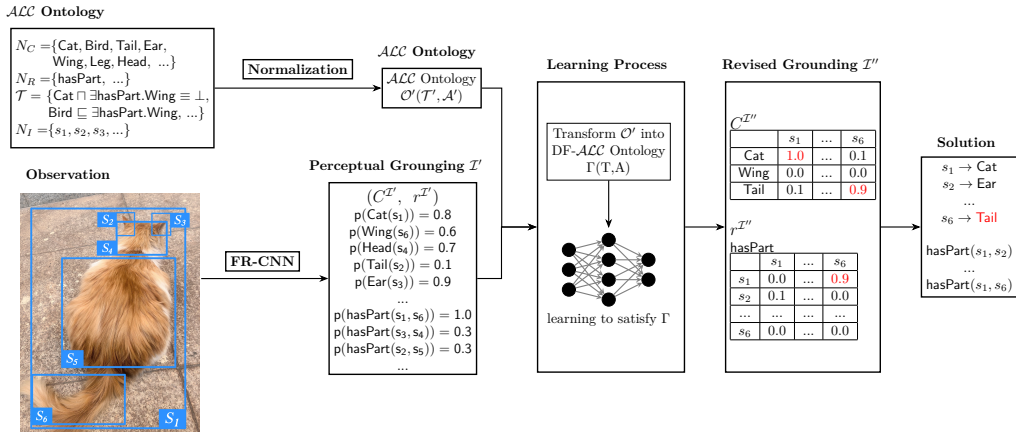 ALC Ontology
N_C ={Cat, Bird, Tail, Ear,
Wing, Leg, Head, ...}
N_R ={hasPart, ...}
T = {Cat ⊓ ∃hasPart.Wing ≡ ⊥,
Bird ⊑ ∃hasPart.Wing, ...}
N_I ={s₁, s₂, s₃, ...}
Normalization
ALC Ontology
ALC Ontology
O′(T′, A′)
Observation
S₂
S₃
S₄
S₅
S₆
S₁
FR-CNN
Perceptual Grounging I′
(C^I′, r^I′)
p(Cat(s₁)) = 0.8
p(Wing(s₆)) = 0.6
p(Head(s₄)) = 0.7
p(Tail(s₂)) = 0.1
p(Ear(s₃)) = 0.9
...
p(hasPart(s₁, s₆)) = 1.0
p(hasPart(s₃, s₄)) = 0.3
p(hasPart(s₂, s₅)) = 0.3
...
Learning Process
Transform O′ into
DF-ALC Ontology
Γ(T,A)
learning to satisfy Γ
Revised Grounding I″
C^I″
s₁ ... s₆
Cat 1.0 ... 0.1
Wing 0.0 ... 0.0
Tail 0.1 ... 0.9
r^I″
hasPart
s₁ ... s₆
s₁ 0.0 ... 0.9
s₂ 0.1 ... 0.0
... ... ... ...
s₆ 0.0 ... 0.0
Solution
s₁ → Cat
s₂ → Ear
...
s₆ → Tail
hasPart(s₁, s₂)
...
hasPart(s₁, s₆)